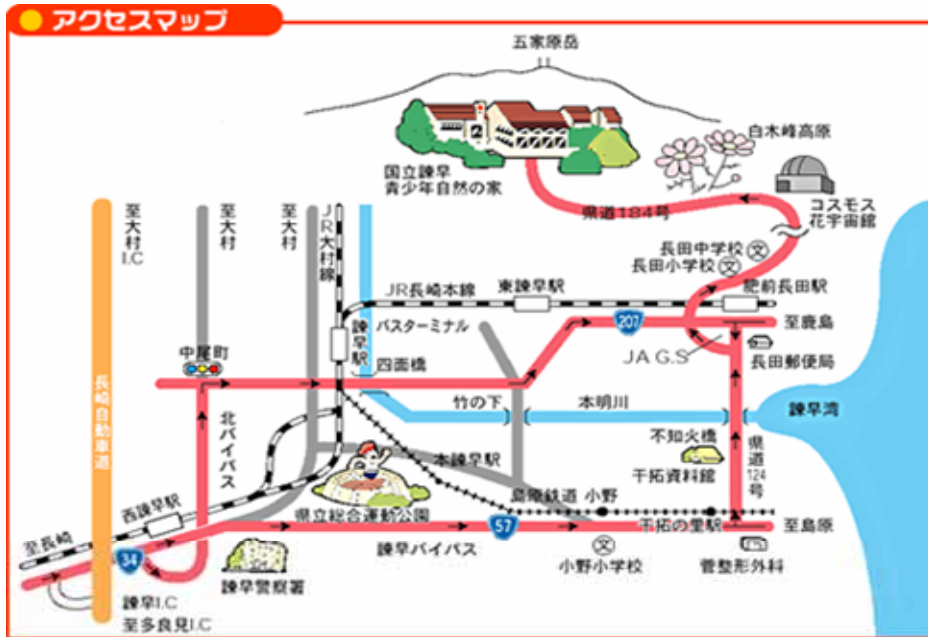 アクセスマップ
五家原岳
白木峰高原
国立諫早
青少年自然の家
コスモス
花宇宙館
県道184号
至大村I.C
至大村
至大村
JR大村線
長田中学校
文
長田小学校
文
JR長崎本線
東諫早駅
肥前長田駅
207
至鹿島
諫早駅
バスターミナル
中尾町
四面橋
JA G.S
長田郵便局
長崎自動車道
北バイパス
竹の下
本明川
諫早湾
不知火橋
県道124号
本諫早駅
干拓資料館
西諫早駅
島原鉄道 小野
県立総合運動公園
57
干拓の里駅
至島原
至長崎
34
諫早バイパス
文
小野小学校
菅整形外科
諫早警察署
諫早I.C
至多良見I.C